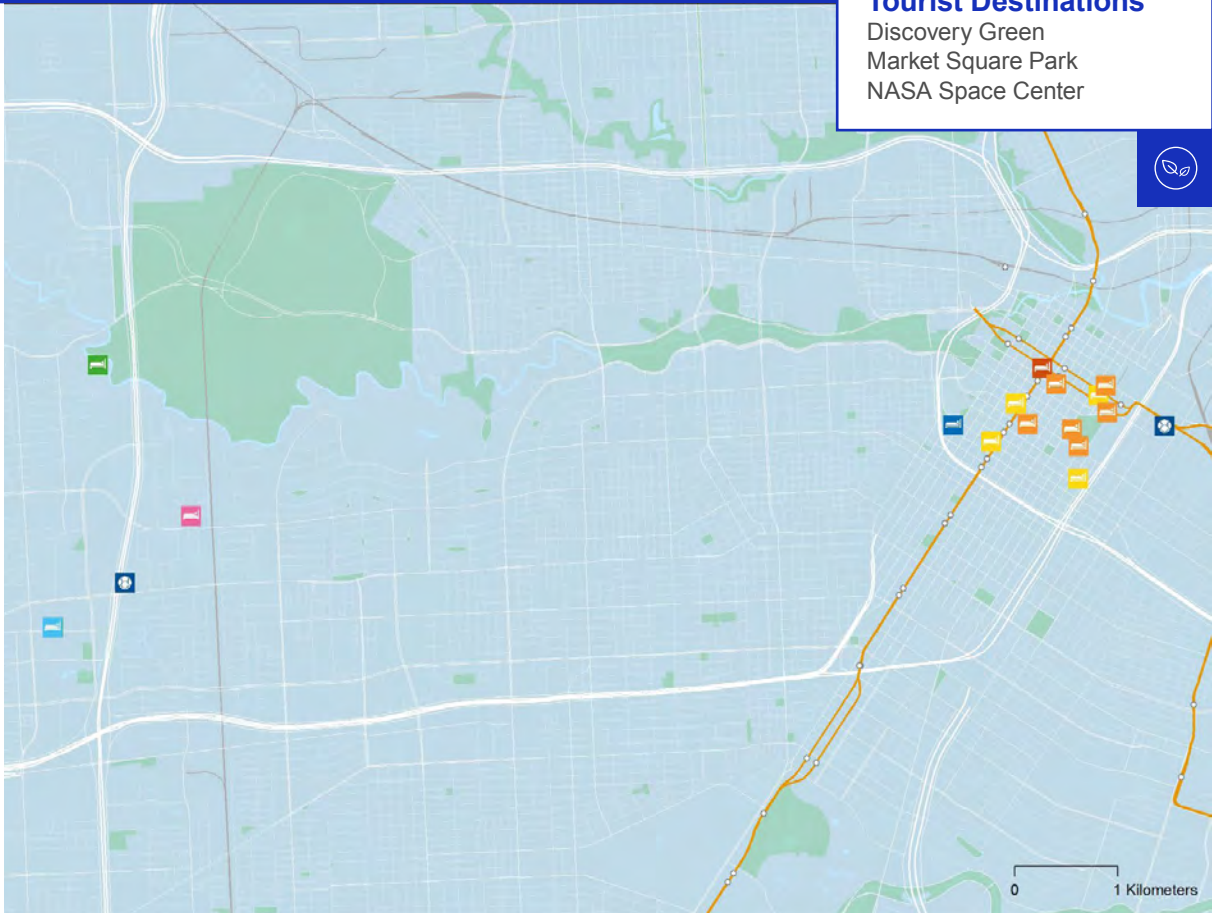 Tourist Destinations
Discovery Green
Market Square Park
NASA Space Center
0 1 Kilometers